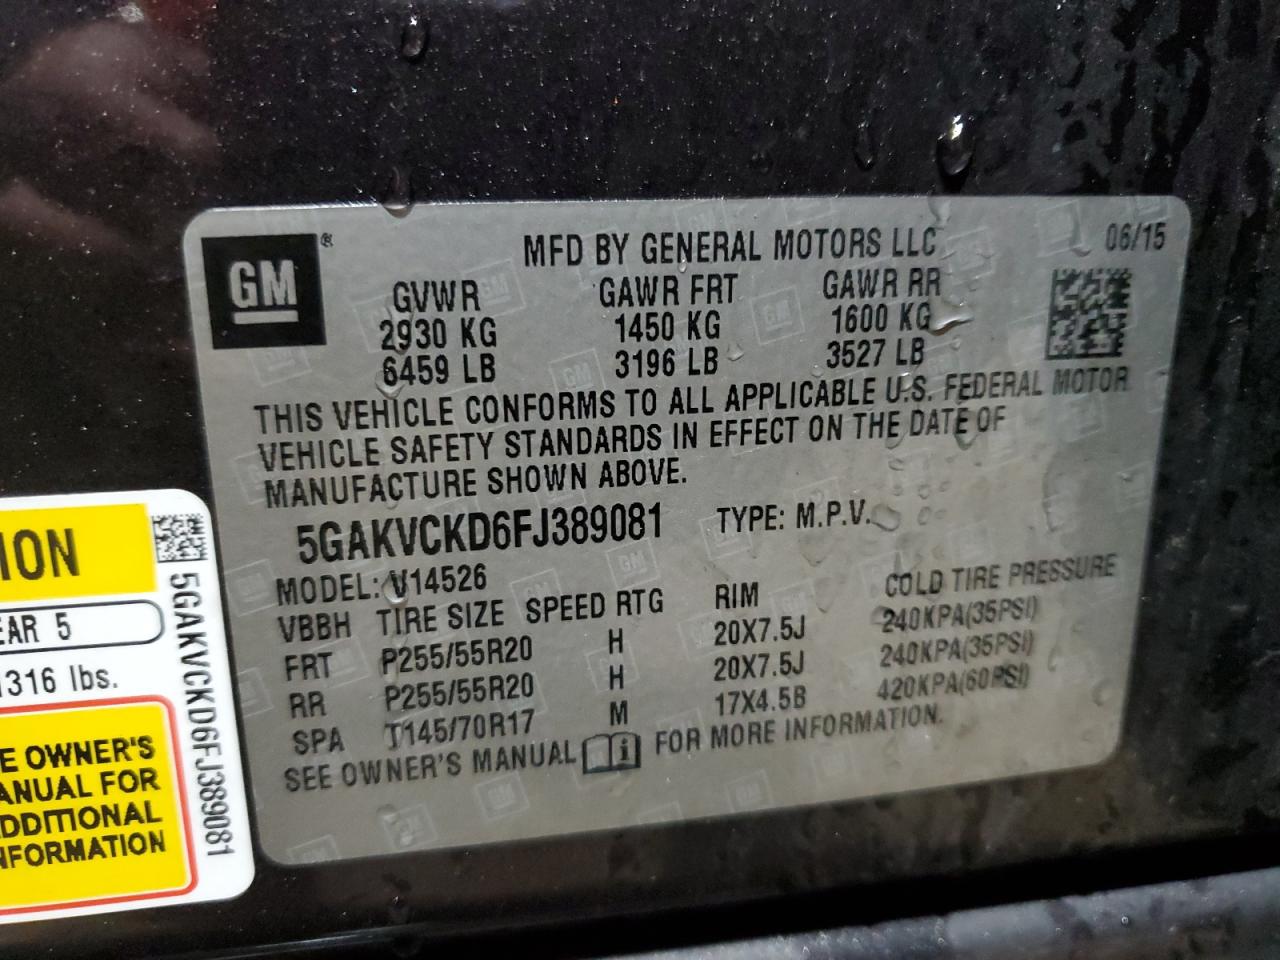 GM®
MFD BY GENERAL MOTORS LLC 06/15
GVWR GAWR FRT GAWR RR
2930 KG 1450 KG 1600 KG
6459 LB 3196 LB 3527 LB
THIS VEHICLE CONFORMS TO ALL APPLICABLE U.S. FEDERAL MOTOR
VEHICLE SAFETY STANDARDS IN EFFECT ON THE DATE OF
MANUFACTURE SHOWN ABOVE.
5GAKVCKD6FJ389081 TYPE: M.P.V.
MODEL: V14526
VBBH TIRE SIZE SPEED RTG RIM COLD TIRE PRESSURE
FRT P255/55R20 H 20X7.5J 240KPA(35PSI)
RR P255/55R20 H 20X7.5J 240KPA(35PSI)
SPA T145/70R17 M 17X4.5B 420KPA(60PSI)
SEE OWNER'S MANUAL i FOR MORE INFORMATION.
ION
EAR 5
316 lbs.
E OWNER'S
ANUAL FOR
DDITIONAL
NFORMATION
5GAKVCKD6FJ389081